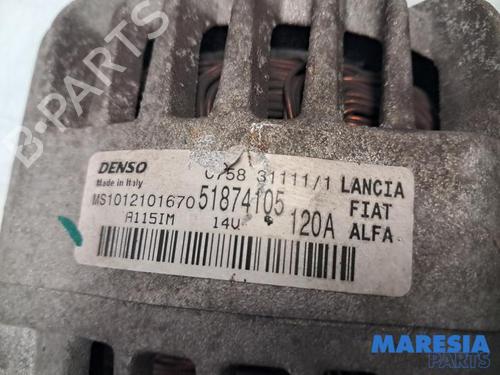 B-PARTS
DENSO
Made in Italy
C758 31111/1
LANCIA
MS1012101670 51874105
FIAT
A115IM 14V 120A
ALFA
MARESIA
PARTS